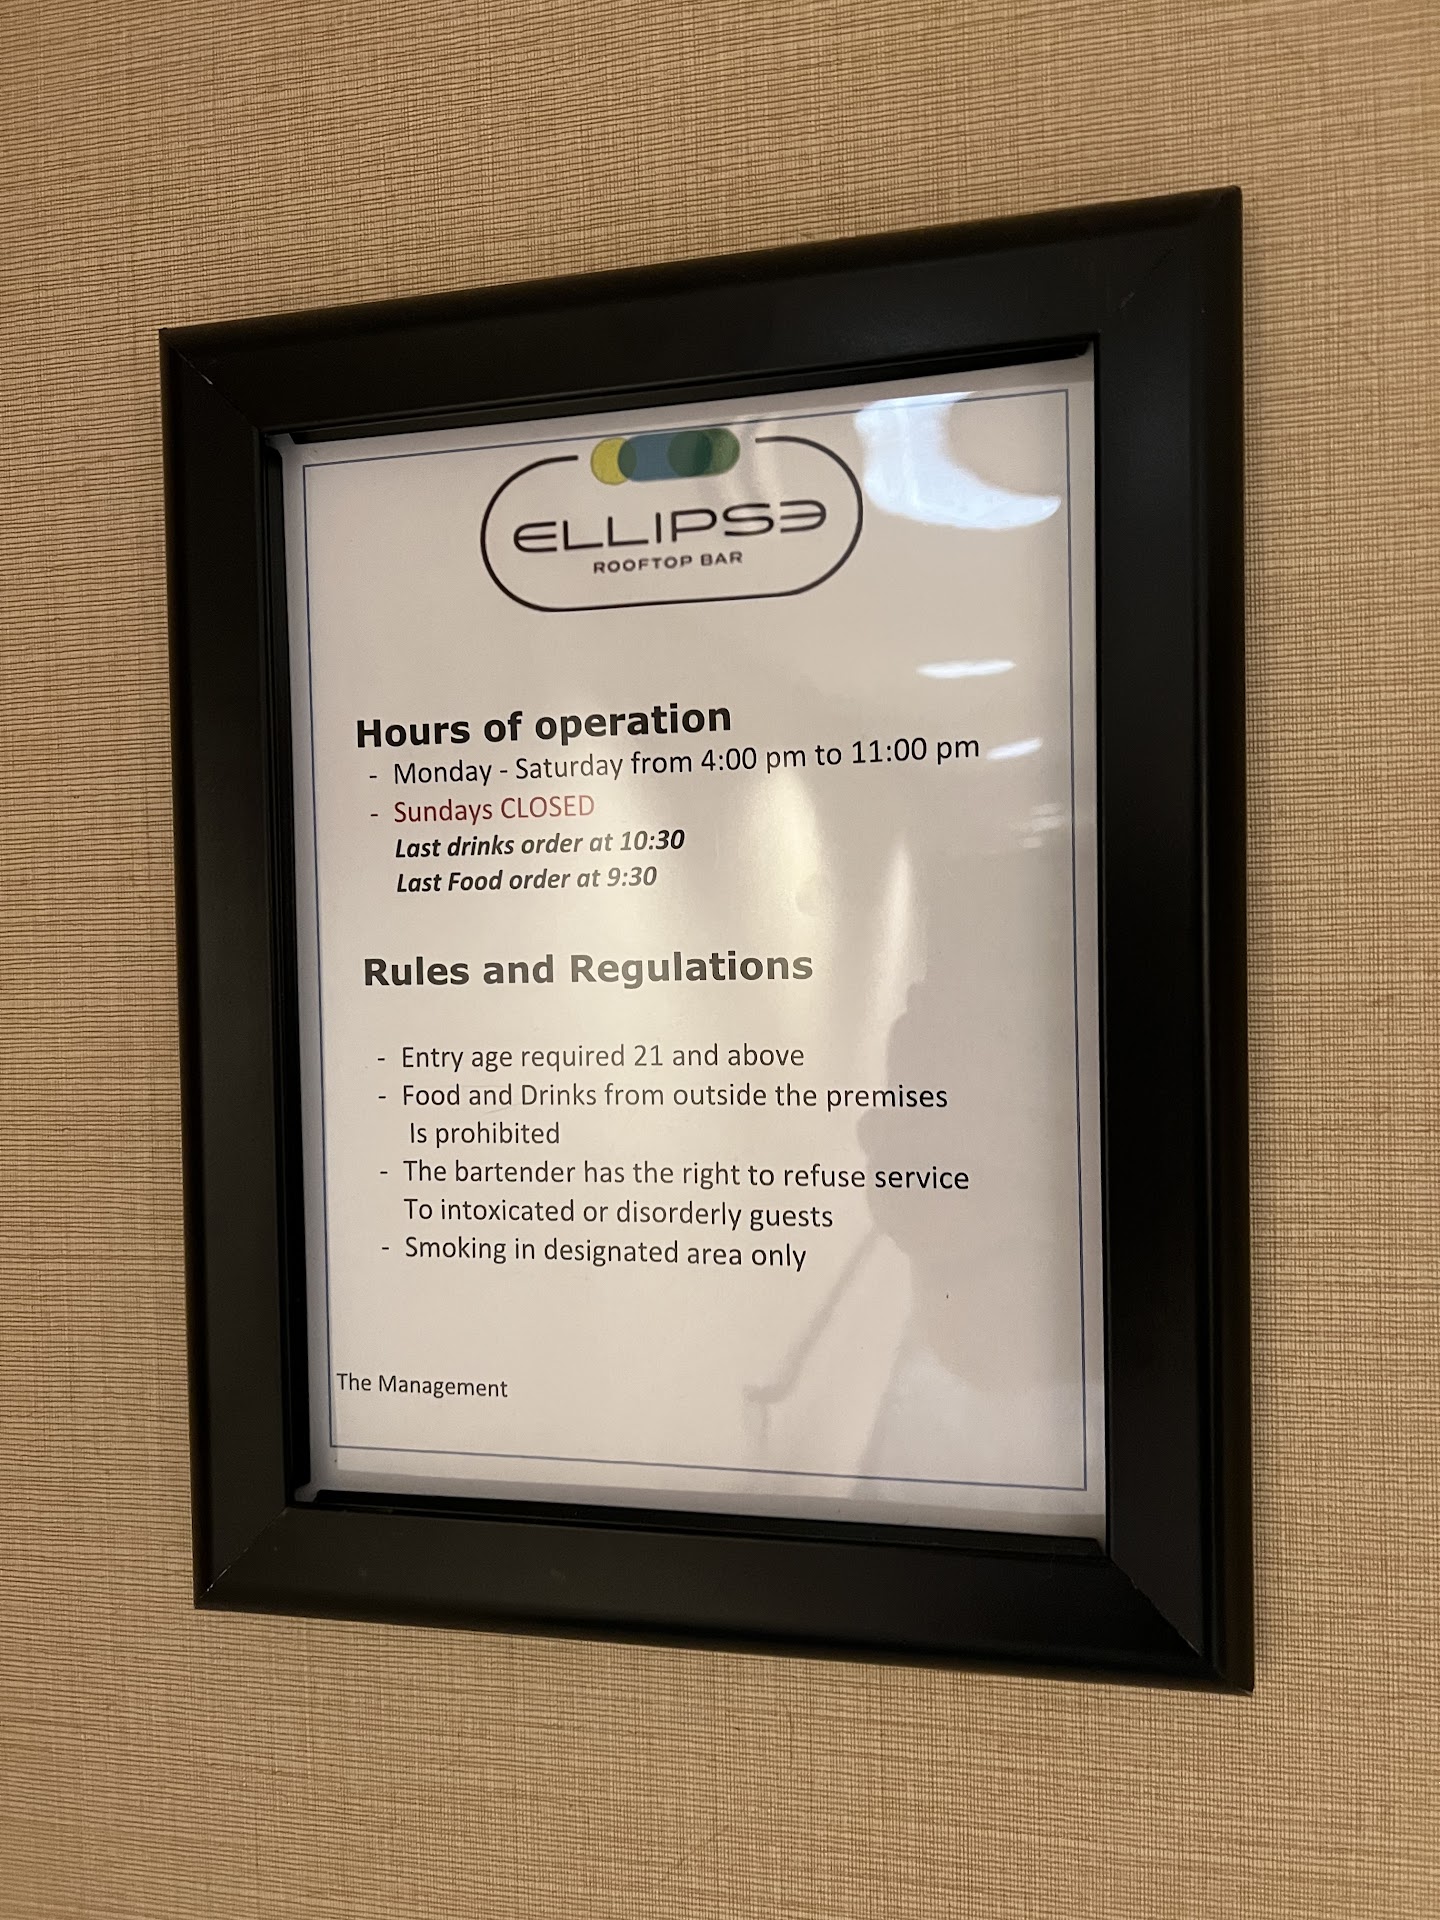 ELLIPSE
ROOFTOP BAR
Hours of operation
- Monday - Saturday from 4:00 pm to 11:00 pm
- Sundays CLOSED
Last drinks order at 10:30
Last Food order at 9:30
Rules and Regulations
- Entry age required 21 and above
- Food and Drinks from outside the premises
Is prohibited
- The bartender has the right to refuse service
To intoxicated or disorderly guests
- Smoking in designated area only
The Management